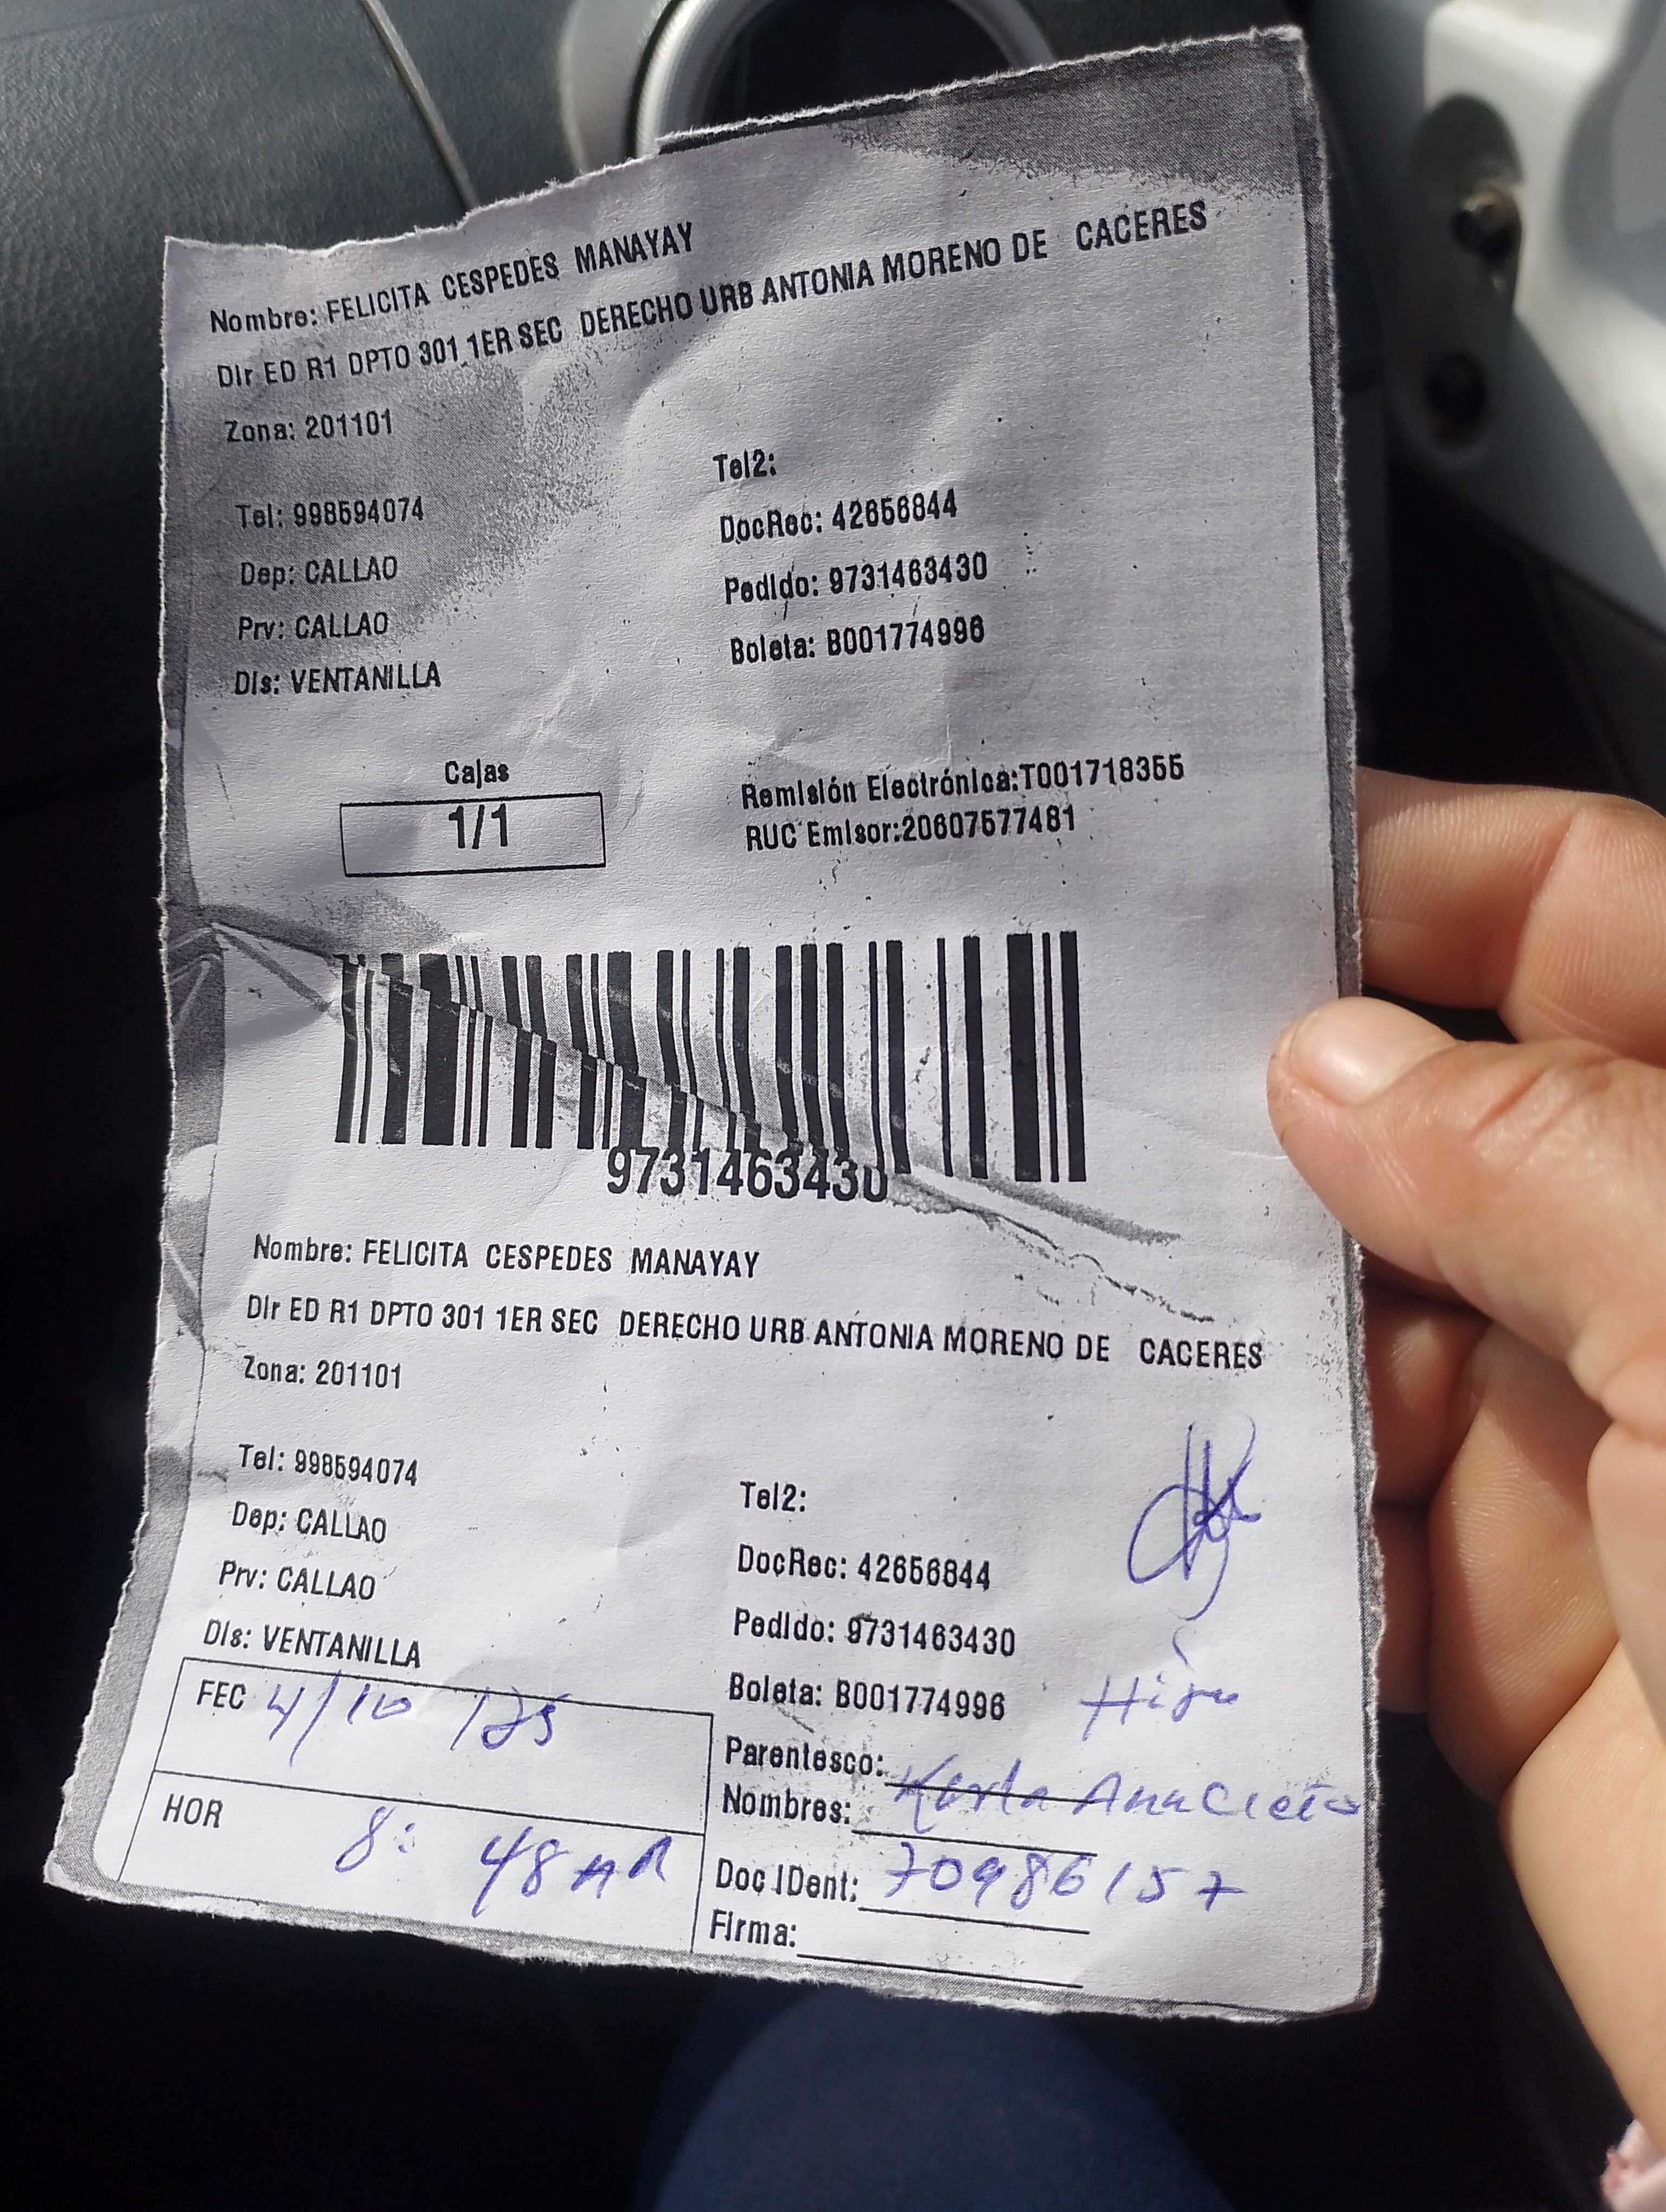 Nombre: FELICITA CESPEDES MANAYAY
Dir ED R1 DPTO 301 1ER SEC DERECHO URB ANTONIA MORENO DE CACERES
Zona: 201101
Tel2:
Tel: 998594074
DocRec: 42656844
Dep: CALLAO
Pedido: 9731463430
Prv: CALLAO
Boleta: B001774996
Dis: VENTANILLA
Cajas
1/1
Remisión Electrónica:T001718355
RUC Emisor:20607577481
9731463430
Nombre: FELICITA CESPEDES MANAYAY
Dir ED R1 DPTO 301 1ER SEC DERECHO URB ANTONIA MORENO DE CACERES
Zona: 201101
Tel: 998594074
Tel2:
Dep: CALLAO
DocRec: 42656844
Prv: CALLAO
Pedido: 9731463430
Dis: VENTANILLA
Boleta: B001774996
FEC 4/10/25
Parentesco:
Nombres: Karla Anacleto
HOR 8:48 AM
Doc IDent: 70986157
Firma: